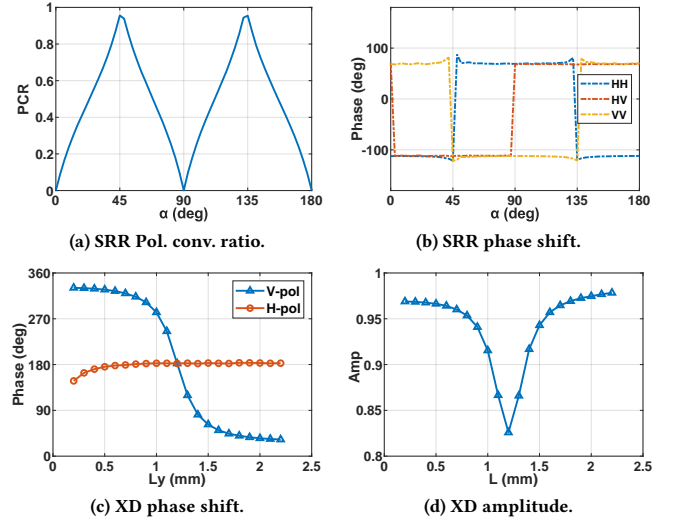 1
0.8
0.6
0.4
0.2
0
PCR
0 45 90 135 180
α (deg)
(a) SRR Pol. conv. ratio.
100
0
-100
Phase (deg)
HH
HV
VV
0 45 90 135 180
α (deg)
(b) SRR phase shift.
360
270
180
90
0
Phase (deg)
V-pol
H-pol
0 0.5 1 1.5 2 2.5
Ly (mm)
(c) XD phase shift.
1
0.95
0.9
0.85
0.8
Amp
0 0.5 1 1.5 2 2.5
L (mm)
(d) XD amplitude.